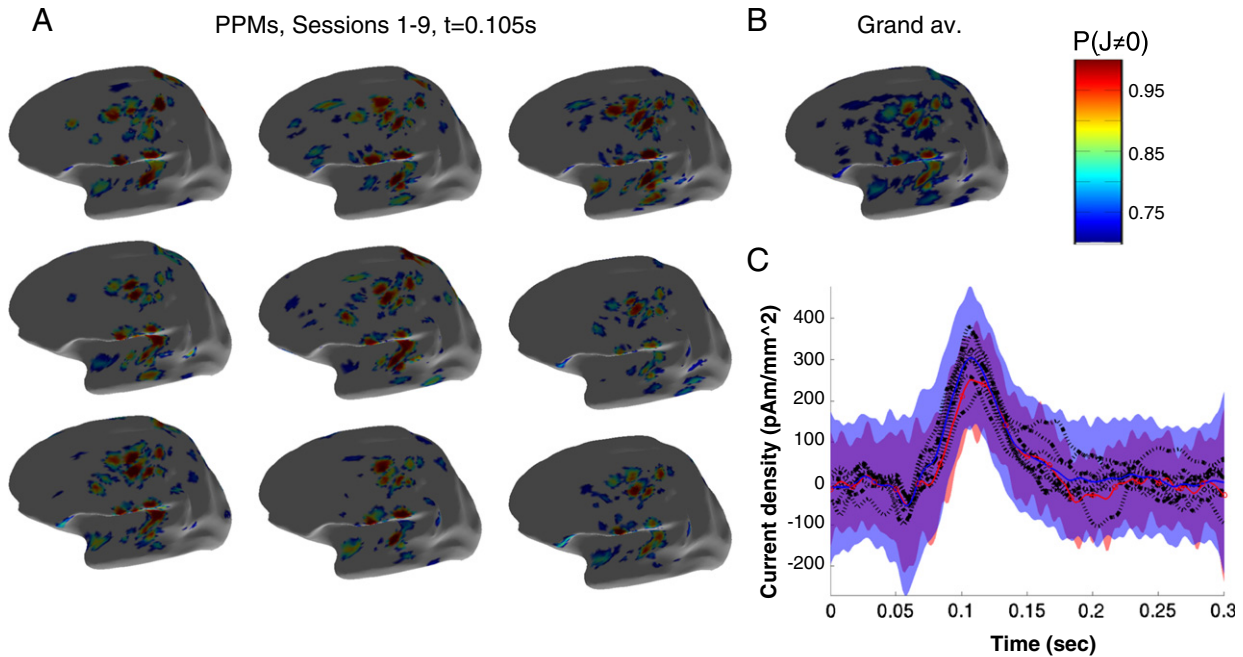 A
PPMs, Sessions 1-9, t=0.105s
B
Grand av.
P(J≠0)
0.95
0.85
0.75
C
Current density (pAm/mm^2)
400
300
200
100
0
-100
-200
0
0.05
0.1
0.15
0.2
0.25
0.3
Time (sec)